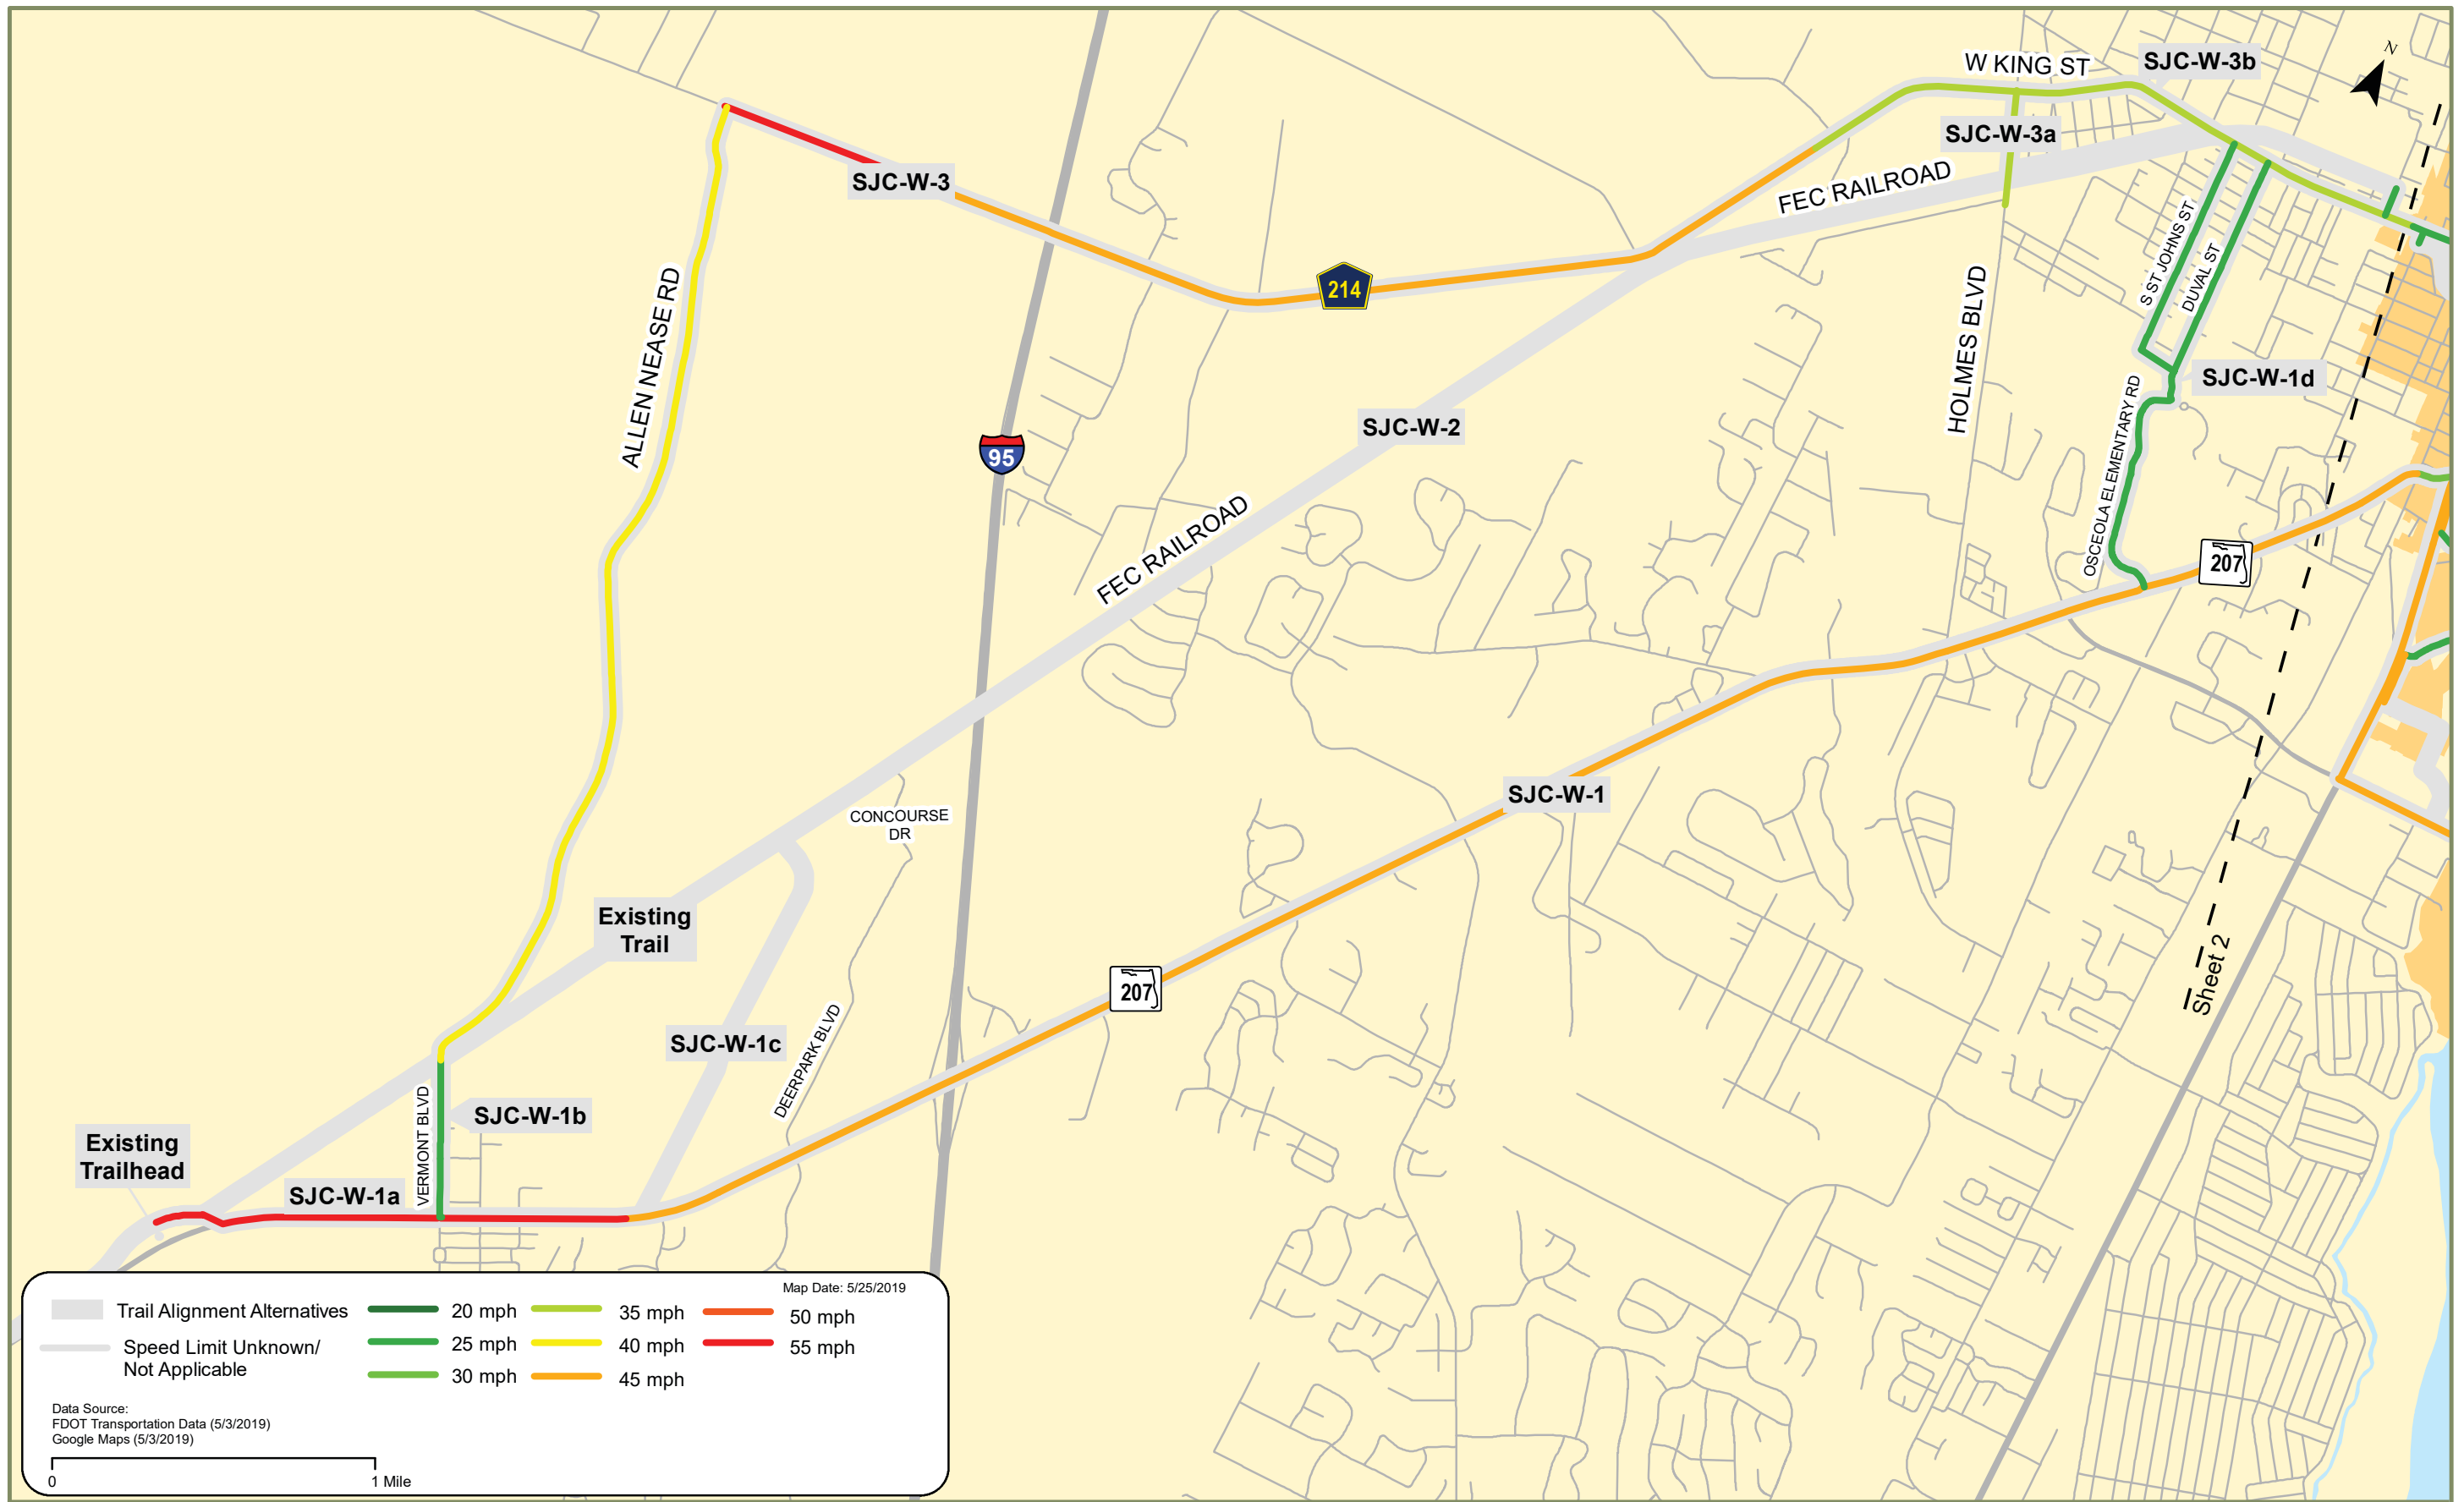 N
W KING ST
SJC-W-3b
SJC-W-3a
SJC-W-3
FEC RAILROAD
S ST JOHNS ST
DUVAL ST
214
ALLEN NEASE RD
HOLMES BLVD
SJC-W-1d
SJC-W-2
95
OSCEOLA ELEMENTARY RD
FEC RAILROAD
207
SJC-W-1
CONCOURSE
DR
Existing
Trail
Sheet 2
207
SJC-W-1c
DEERPARK BLVD
SJC-W-1b
VERMONT BLVD
Existing
Trailhead
SJC-W-1a
Map Date: 5/25/2019
Trail Alignment Alternatives
Speed Limit Unknown/
Not Applicable
20 mph
25 mph
30 mph
35 mph
40 mph
45 mph
50 mph
55 mph
Data Source:
FDOT Transportation Data (5/3/2019)
Google Maps (5/3/2019)
0
1 Mile